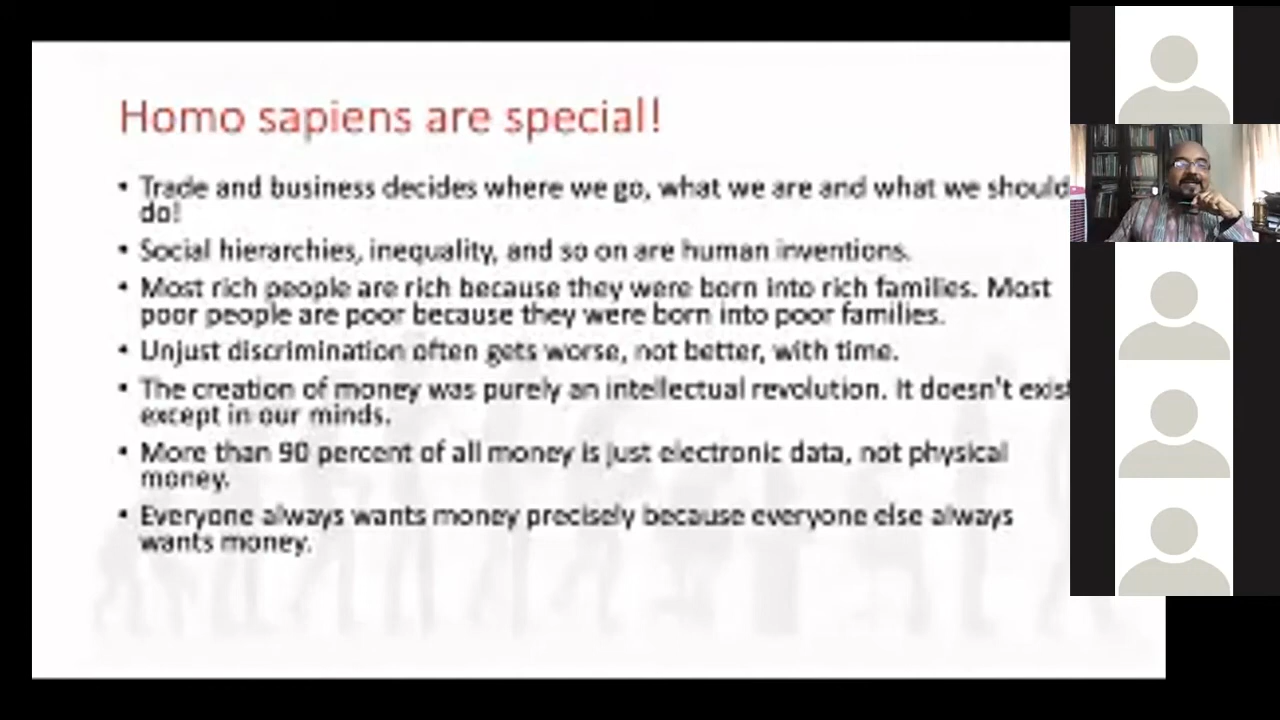 Homo sapiens are special!
• Trade and business decides where we go, what we are and what we should
do!
• Social hierarchies, inequality, and so on are human inventions.
• Most rich people are rich because they were born into rich families. Most
poor people are poor because they were born into poor families.
• Unjust discrimination often gets worse, not better, with time.
• The creation of money was purely an intellectual revolution. It doesn't exist
except in our minds.
• More than 90 percent of all money is just electronic data, not physical
money.
• Everyone always wants money precisely because everyone else always
wants money.